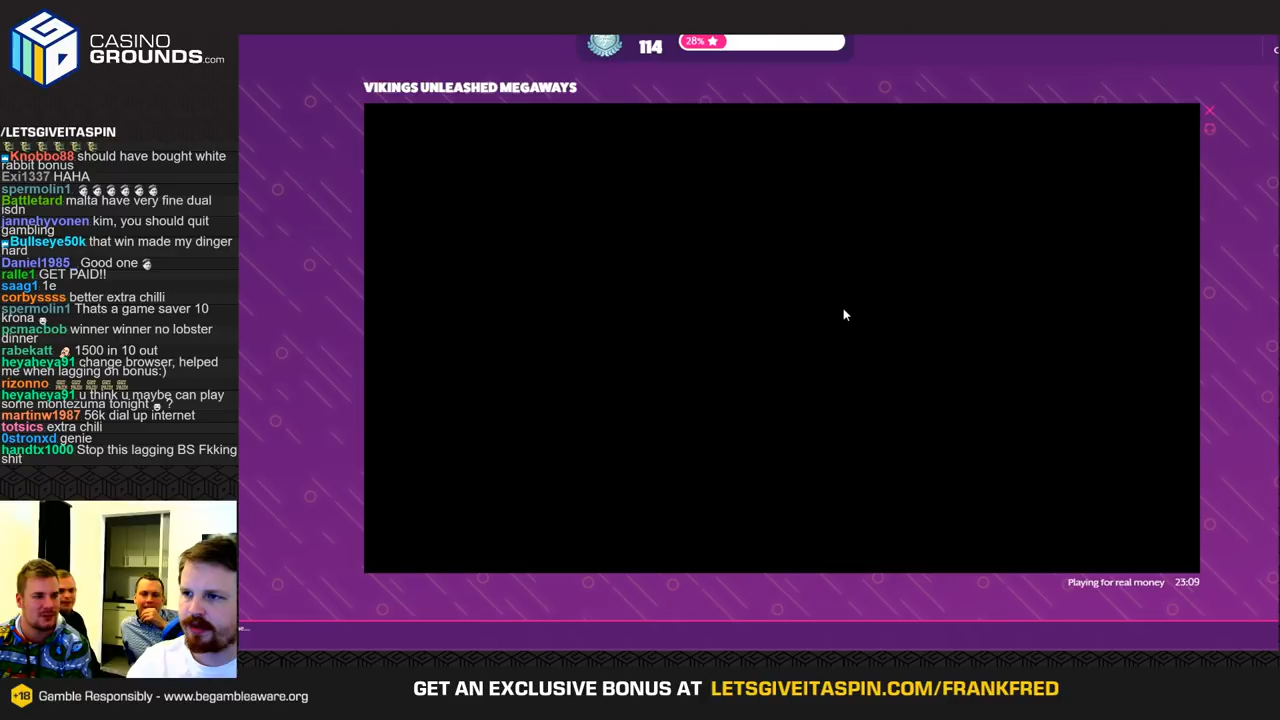 CASINO
GROUNDS.com
114
28%
VIKINGS UNLEASHED MEGAWAYS
/LETSGIVEITASPIN
Knobbo88 should have bought white
rabbit bonus
Exi1337 HAHA
spermolin1
Battletard malta have very fine dual
isdn
jannehyvonen kim, you should quit
gambling
Bullseye50k that win made my dinger
hard
Daniel1985_ Good one
ralle1 GET PAID!!
saag1 1e
corbyssss better extra chilli
spermolin1 Thats a game saver 10
krona
pcmacbob winner winner no lobster
dinner
rabekatt 1500 in 10 out
heyaheya91 change browser, helped
me when lagging on bonus:)
rizonno
heyaheya91 u think u maybe can play
some montezuma tonight ?
martinw1987 56k dial up internet
totsics extra chili
0stronxd genie
handtx1000 Stop this lagging BS Fkking
shit
Playing for real money 23:09
+18 Gamble Responsibly - www.begambleaware.org
GET AN EXCLUSIVE BONUS AT LETSGIVEITASPIN.COM/FRANKFRED